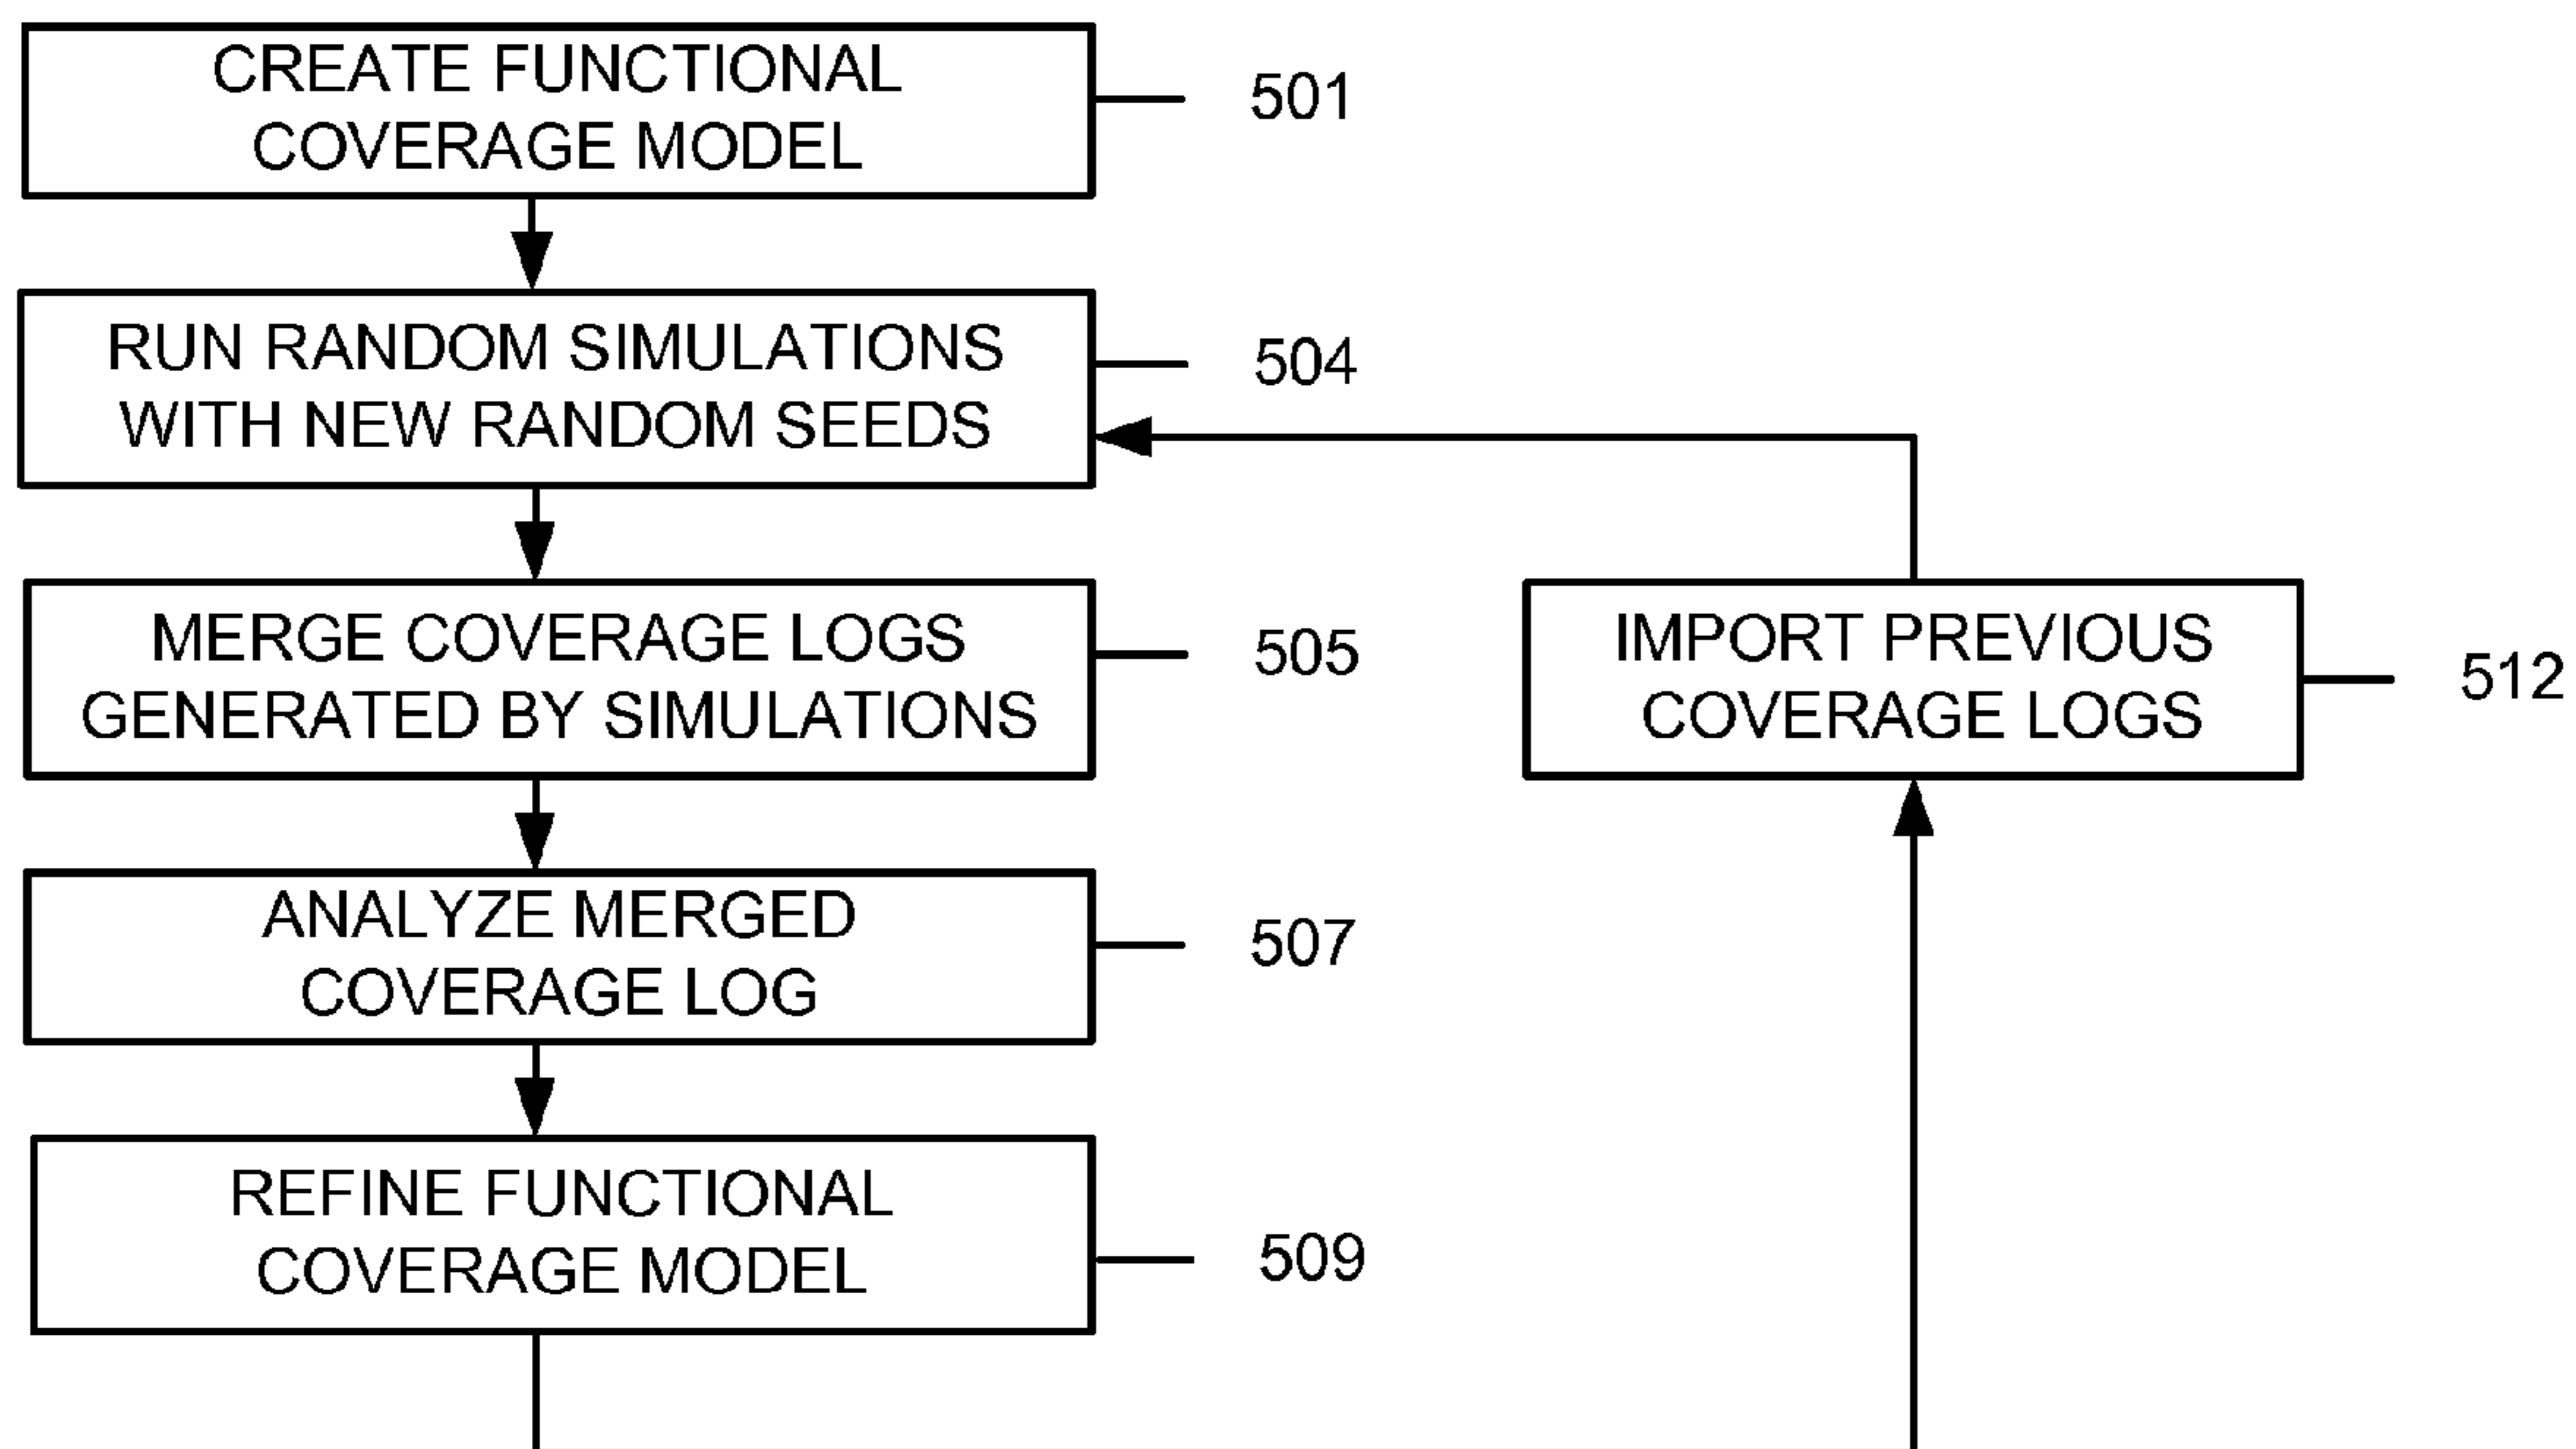 CREATE FUNCTIONAL
COVERAGE MODEL
501
RUN RANDOM SIMULATIONS
WITH NEW RANDOM SEEDS
504
MERGE COVERAGE LOGS
GENERATED BY SIMULATIONS
505
IMPORT PREVIOUS
COVERAGE LOGS
512
ANALYZE MERGED
COVERAGE LOG
507
REFINE FUNCTIONAL
COVERAGE MODEL
509